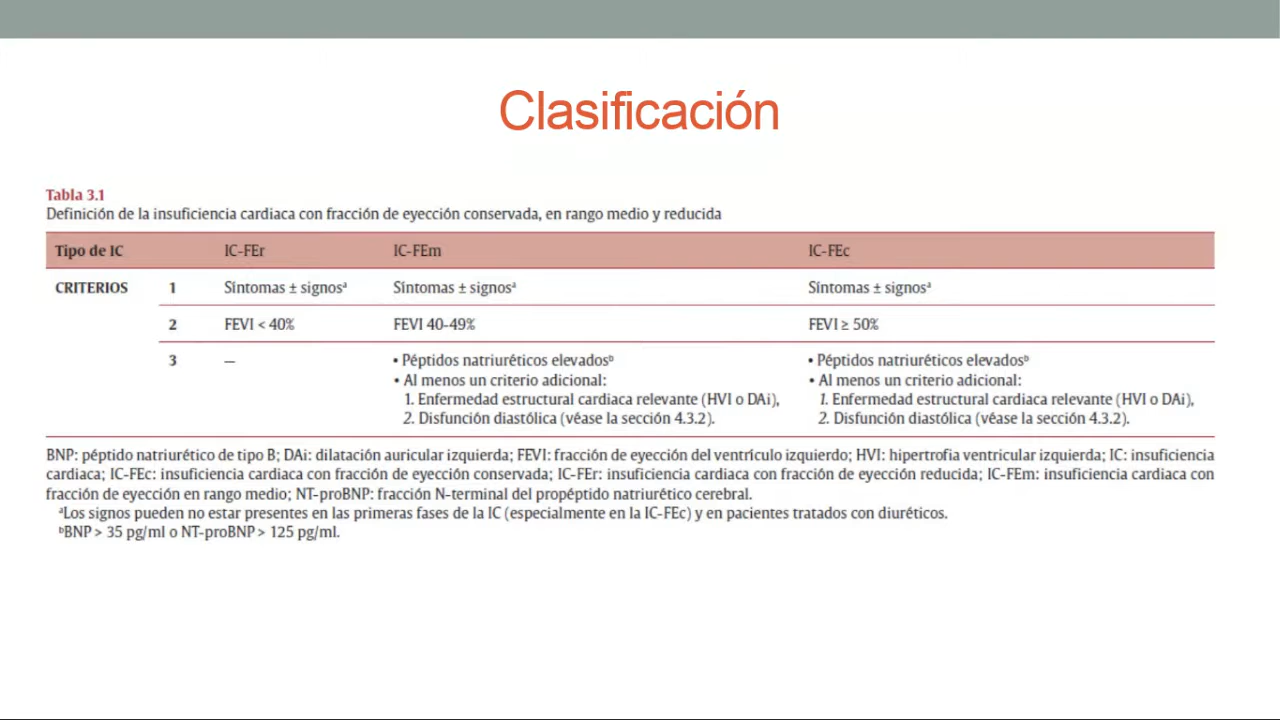 Clasificación
Tabla 3.1
Definición de la insuficiencia cardiaca con fracción de eyección conservada, en rango medio y reducida
Tipo de IC IC-FEr IC-FEm IC-FEc
CRITERIOS 1 Síntomas ± signosª Síntomas ± signosª Síntomas ± signosª
2 FEVI < 40% FEVI 40-49% FEVI ≥ 50%
3 — • Péptidos natriuréticos elevadosᵇ • Péptidos natriuréticos elevadosᵇ
• Al menos un criterio adicional: • Al menos un criterio adicional:
1. Enfermedad estructural cardiaca relevante (HVI o DAi), 1. Enfermedad estructural cardiaca relevante (HVI o DAi),
2. Disfunción diastólica (véase la sección 4.3.2). 2. Disfunción diastólica (véase la sección 4.3.2).
BNP: péptido natriurético de tipo B; DAi: dilatación auricular izquierda; FEVI: fracción de eyección del ventrículo izquierdo; HVI: hipertrofia ventricular izquierda; IC: insuficiencia
cardiaca; IC-FEc: insuficiencia cardiaca con fracción de eyección conservada; IC-FEr: insuficiencia cardiaca con fracción de eyección reducida; IC-FEm: insuficiencia cardiaca con
fracción de eyección en rango medio; NT-proBNP: fracción N-terminal del propéptido natriurético cerebral.
ªLos signos pueden no estar presentes en las primeras fases de la IC (especialmente en la IC-FEc) y en pacientes tratados con diuréticos.
ᵇBNP > 35 pg/ml o NT-proBNP > 125 pg/ml.